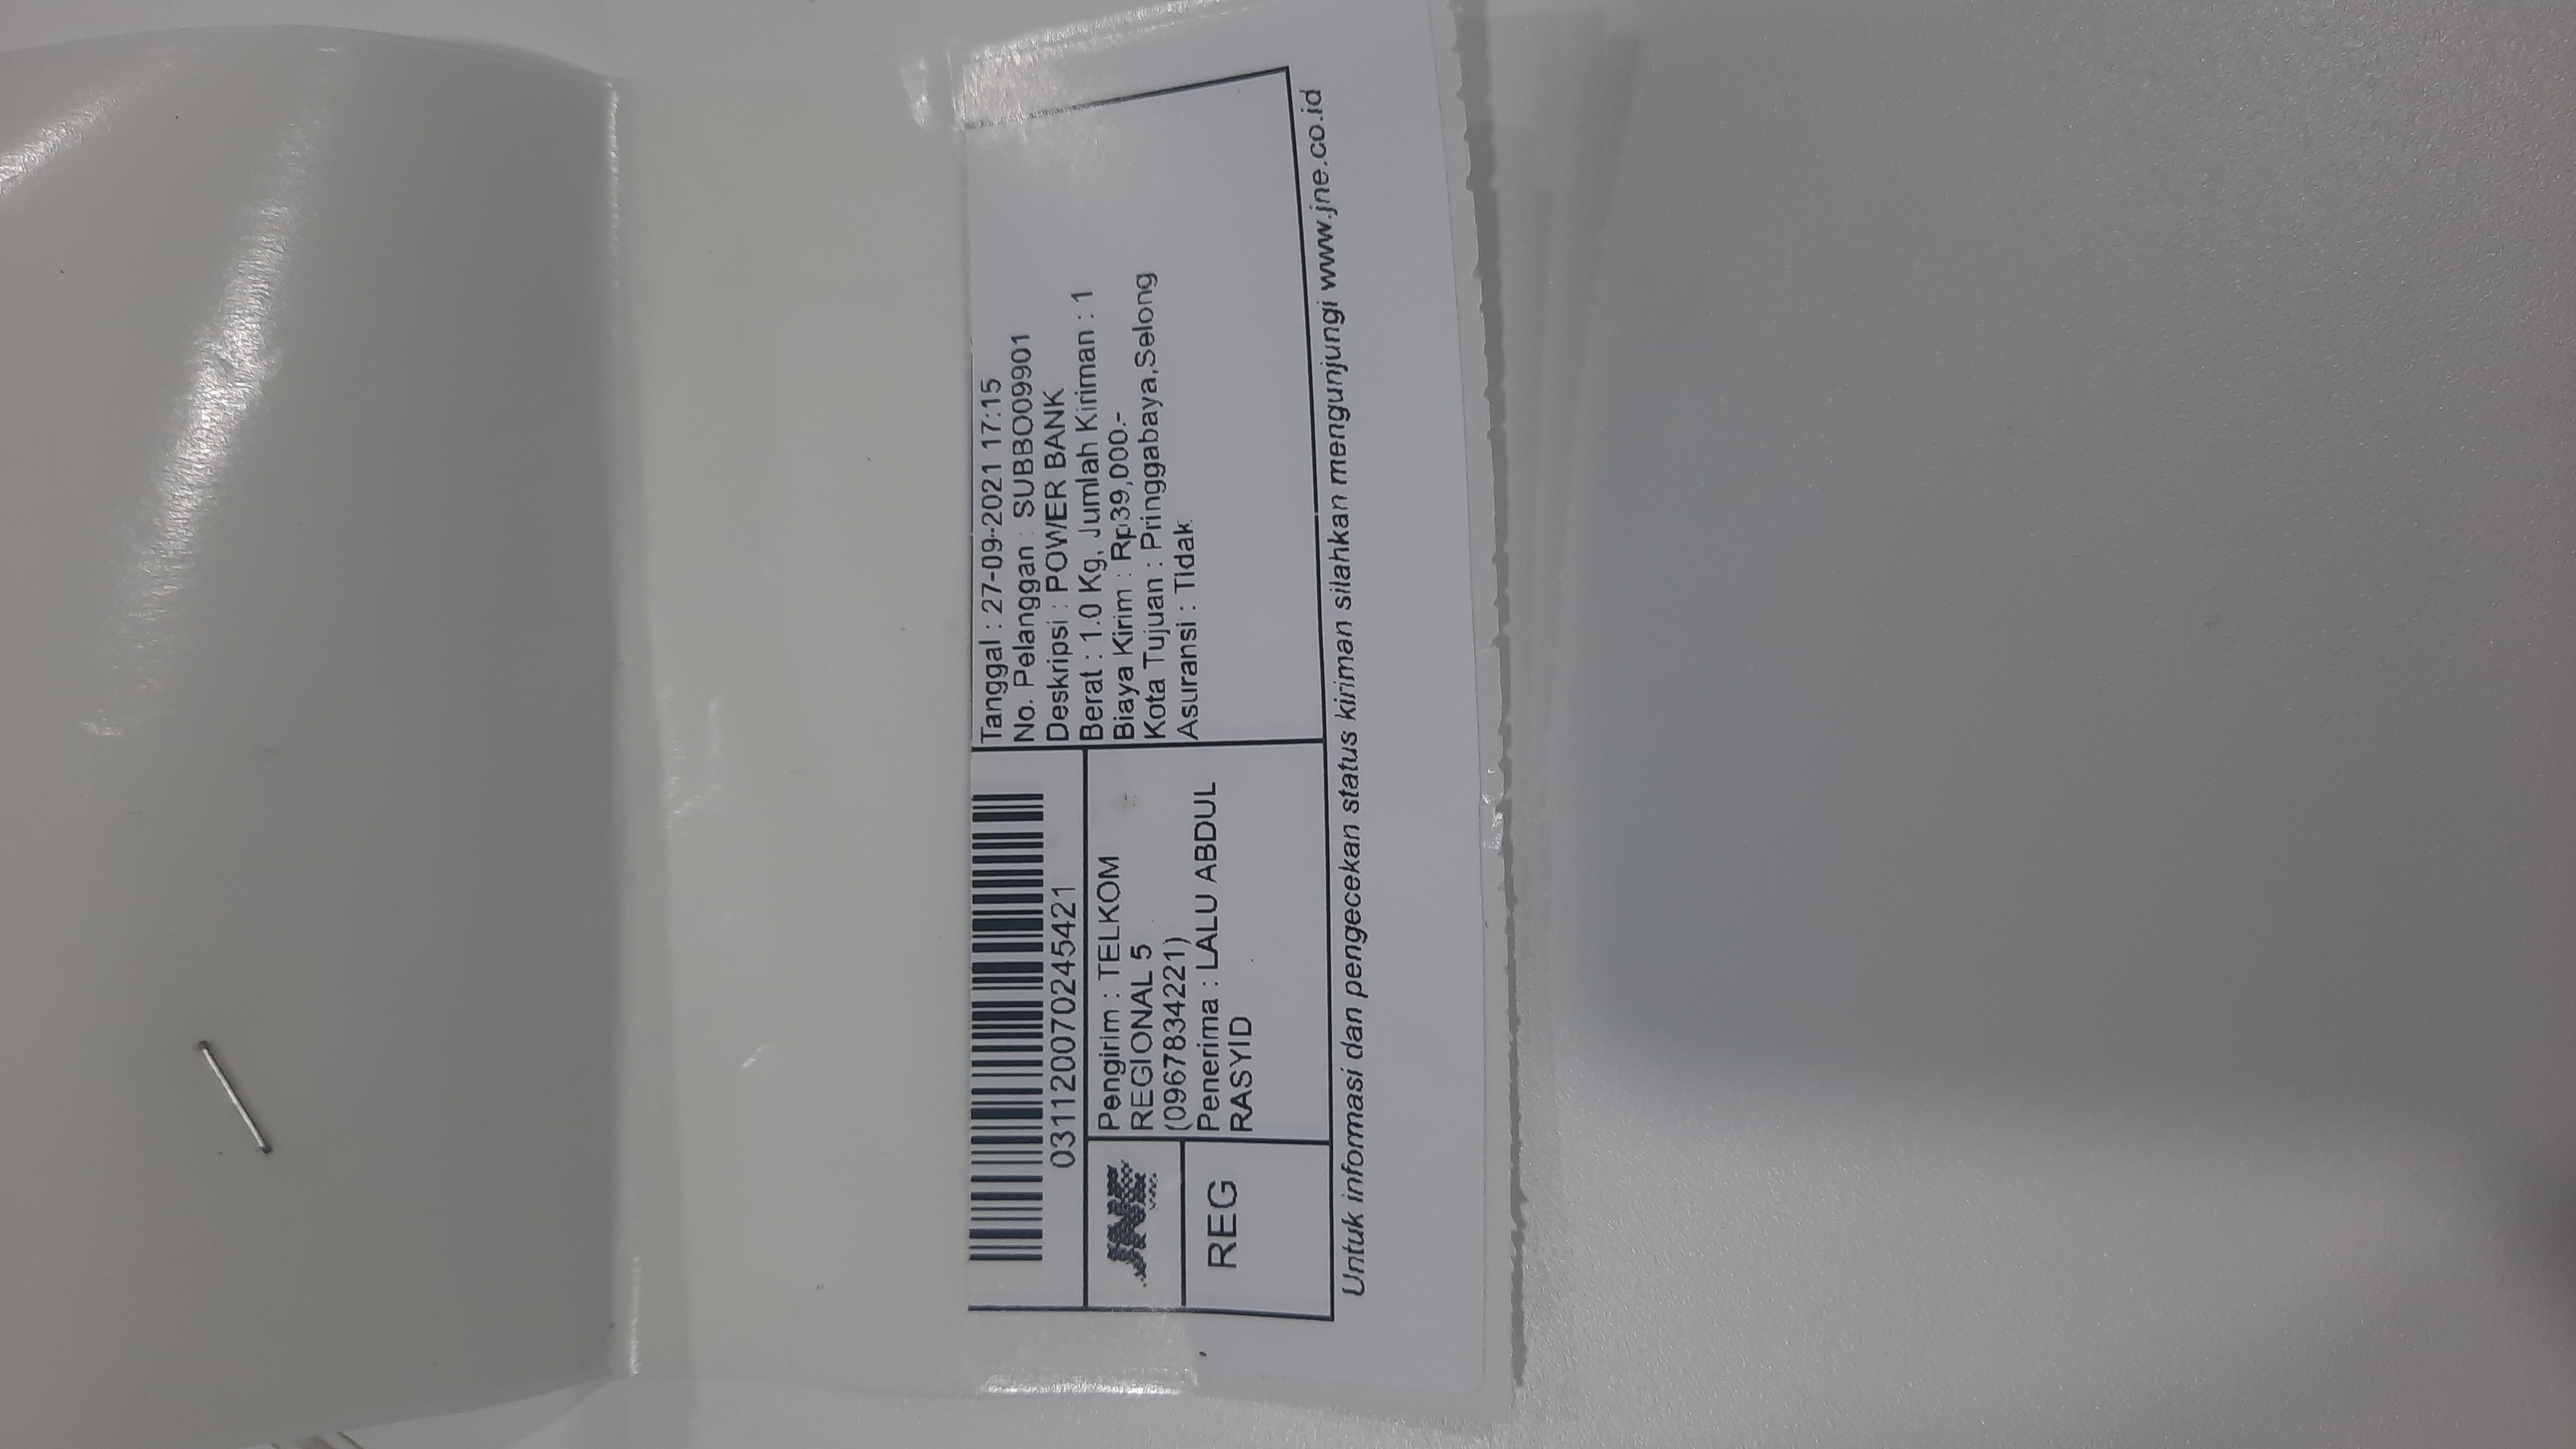 031120070245421
JNE
REG
Pengirim : TELKOM
REGIONAL 5
(0967834221)
Penerima : LALU ABDUL
RASYID
Tanggal : 27-09-2021 17:15
No. Pelanggan : SUBBO09901
Deskripsi : POWER BANK
Berat : 1.0 Kg, Jumlah Kiriman : 1
Biaya Kirim : Rp39,000.-
Kota Tujuan : Pringgabaya,Selong
Asuransi : Tidak
Untuk informasi dan pengecekan status kiriman silahkan mengunjungi www.jne.co.id